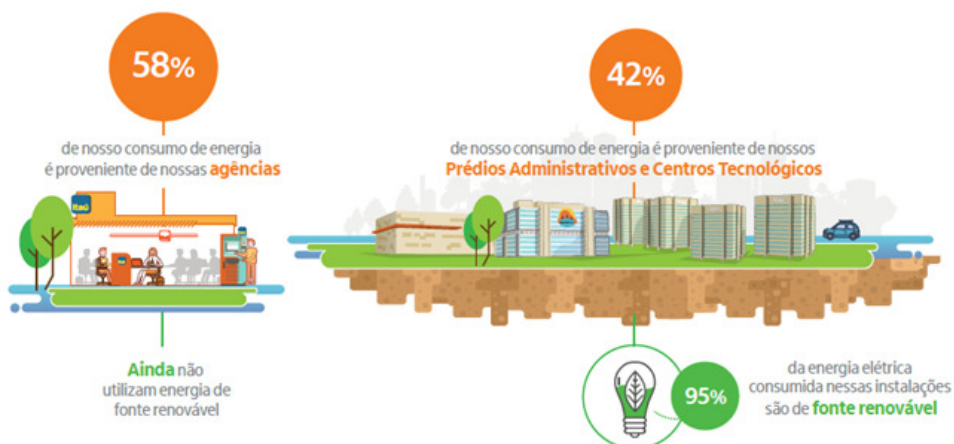 58%
de nosso consumo de energia
é proveniente de nossas agências
Itaú
Ainda não
utilizam energia de
fonte renovável
42%
de nosso consumo de energia é proveniente de nossos
Prédios Administrativos e Centros Tecnológicos
95%
da energia elétrica
consumida nessas instalações
são de fonte renovável